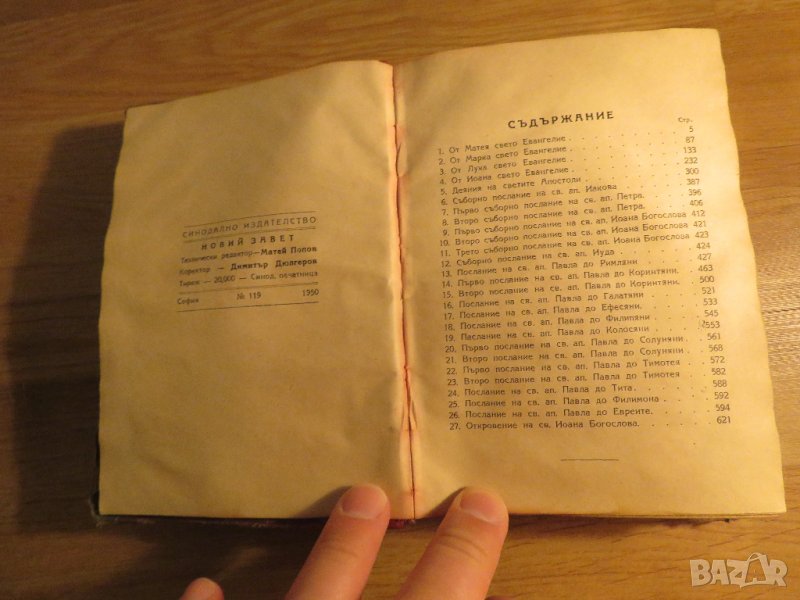 СИНОДАЛНО ИЗДАТЕЛСТВО
НОВИЙ ЗАВЕТ
Технически редактор — Матей Попов
Коректор — Димитър Дюлгеров
Тираж — 20,000 — Синод. печатница
София № 119 1950
СЪДЪРЖАНИЕ
Стр.
1. От Матея свето Евангелие 5
2. От Марка свето Евангелие 87
3. От Лука свето Евангелие 133
4. От Иоана свето Евангелие 232
5. Деяния на светите Апостоли 300
6. Съборно послание на св. ап. Иакова 387
7. Първо съборно послание на св. ап. Петра. 396
8. Второ съборно послание на св. ап. Петра. 406
9. Първо съборно послание на св. ап. Иоана Богослова 412
10. Второ съборно послание на св. ап. Иоана Богослова 421
11. Трето съборно послание на св. ап. Иоана Богослова 423
12. Съборно послание на св. ап. Иуда 424
13. Послание на св. ап. Павла до Римляни 427
14. Първо послание на св. ап. Павла до Коринтяни. 463
15. Второ послание на св. ап. Павла до Коринтяни. 500
16. Послание на св. ап. Павла до Галатяни 521
17. Послание на св. ап. Павла до Ефесяни. 533
18. Послание на св. ап. Павла до Филипяни 545
19. Паслание на св. ап. Павла до Колосяни 553
20. Първо послание на св. ап. Павла до Солуняни 561
21. Второ послание на св. ап. Павла до Солуняни 568
22. Първо послание на св. ап. Павла до Тимотея 572
23. Второ послание на св. ап. Павла до Тимотея 582
24. Послание на св. ап. Павла до Тита. 588
25. Послание на св. ап. Павла до Филимона 592
26. Послание на св. ап. Павла до Евреите. 594
27. Откровение на св. Иоана Богослова. 621
BAZAR